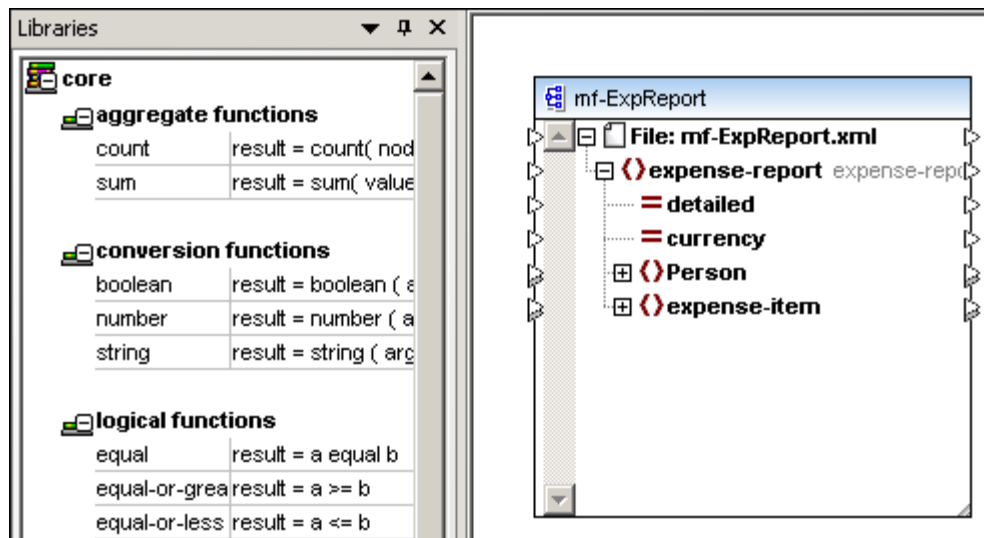 Libraries
core
aggregate functions
count result = count( nod
sum result = sum( value
conversion functions
boolean result = boolean ( a
number result = number ( a
string result = string ( arg
logical functions
equal result = a equal b
equal-or-grea result = a >= b
equal-or-less result = a <= b
mf-ExpReport
File: mf-ExpReport.xml
expense-report expense-repo
detailed
currency
Person
expense-item